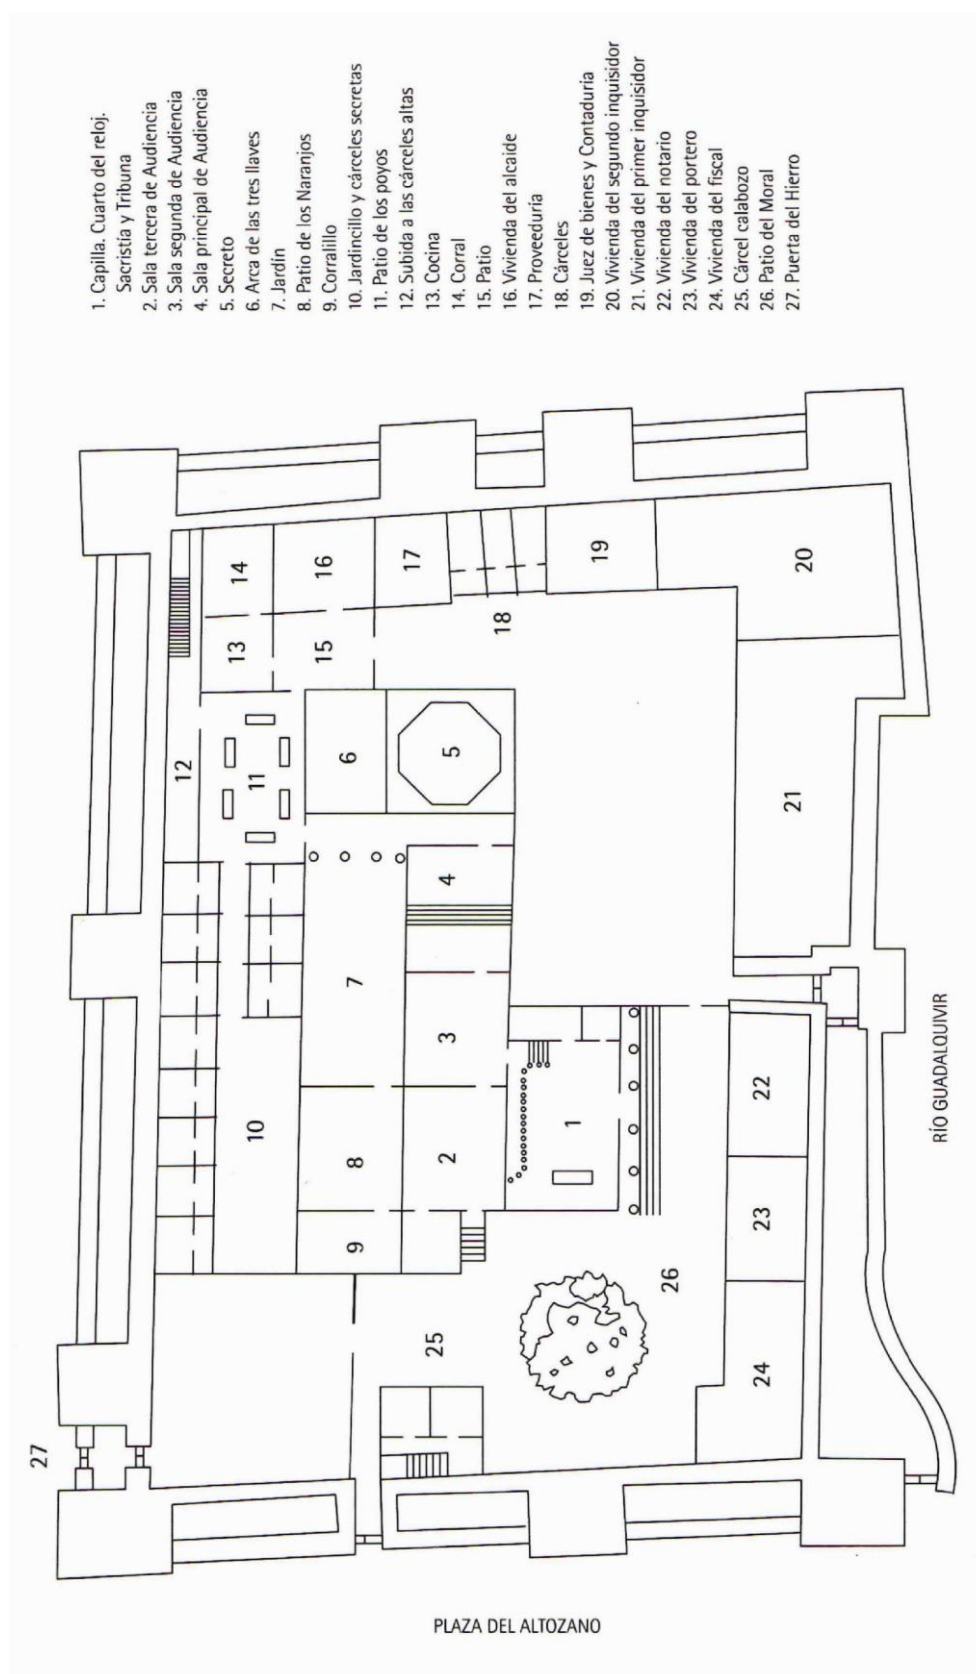 1. Capilla. Cuarto del reloj.
Sacristía y Tribuna
2. Sala tercera de Audiencia
3. Sala segunda de Audiencia
4. Sala principal de Audiencia
5. Secreto
6. Arca de las tres llaves
7. Jardín
8. Patio de los Naranjos
9. Corralillo
10. Jardincillo y cárceles secretas
11. Patio de los poyos
12. Subida a las cárceles altas
13. Cocina
14. Corral
15. Patio
16. Vivienda del alcaide
17. Proveeduría
18. Cárceles
19. Juez de bienes y Contaduria
20. Vivienda del segundo inquisidor
21. Vivienda del primer inquisidor
22. Vivienda del notario
23. Vivienda del portero
24. Vivienda del fiscal
25. Cárcel calabozo
26. Patio del Moral
27. Puerta del Hierro
27
12
14
13
11
16
15
17
10
6
5
18
19
20
7
4
8
3
9
2
1
21
25
26
22
23
24
RÍO GUADALQUIVIR
PLAZA DEL ALTOZANO